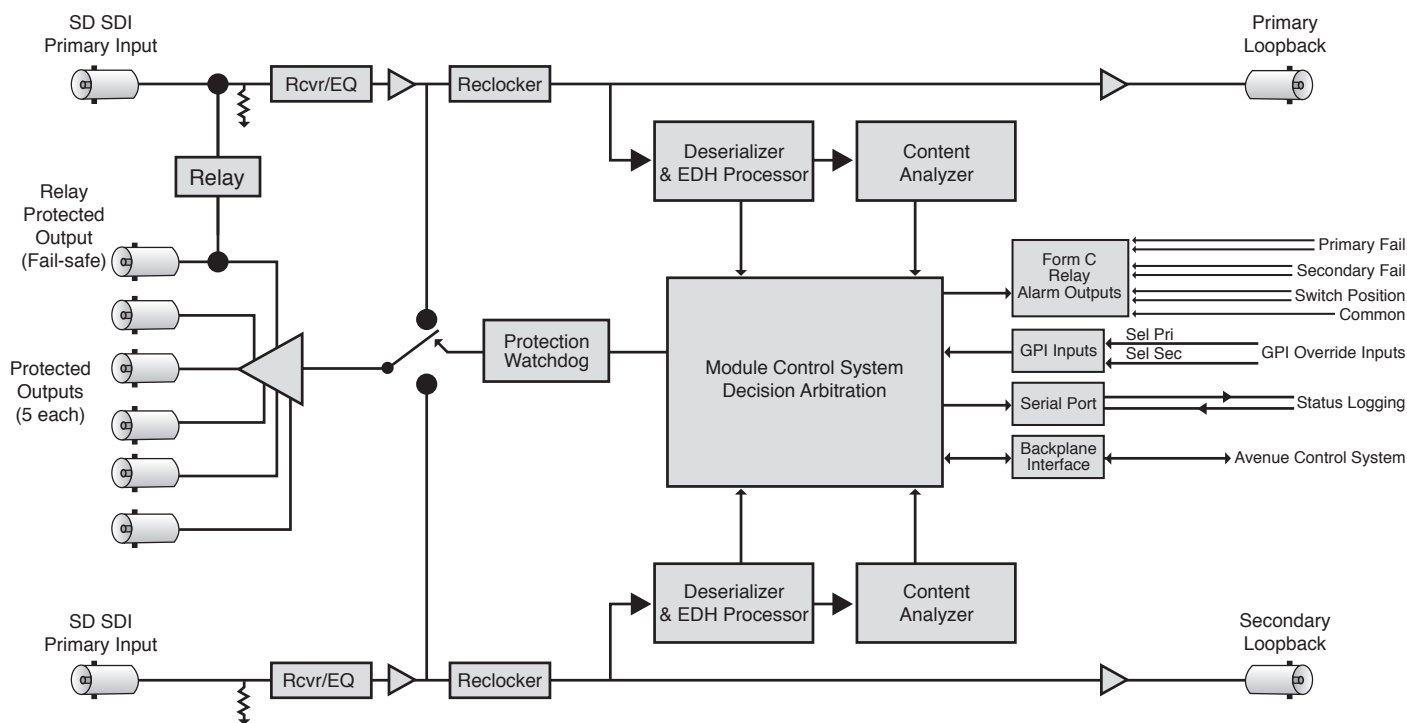 SD SDI
Primary Input
Primary
Loopback
Rcvr/EQ
Reclocker
Deserializer
& EDH Processor
Content
Analyzer
Relay
Relay
Protected
Output
(Fail-safe)
Form C
Relay
Alarm Outputs
Primary Fail
Secondary Fail
Switch Position
Common
Protection
Watchdog
Module Control System
Decision Arbitration
GPI Inputs
Sel Pri
Sel Sec
GPI Override Inputs
Protected
Outputs
(5 each)
Serial Port
Status Logging
Backplane
Interface
Avenue Control System
Deserializer
& EDH Processor
Content
Analyzer
SD SDI
Primary Input
Secondary
Loopback
Rcvr/EQ
Reclocker